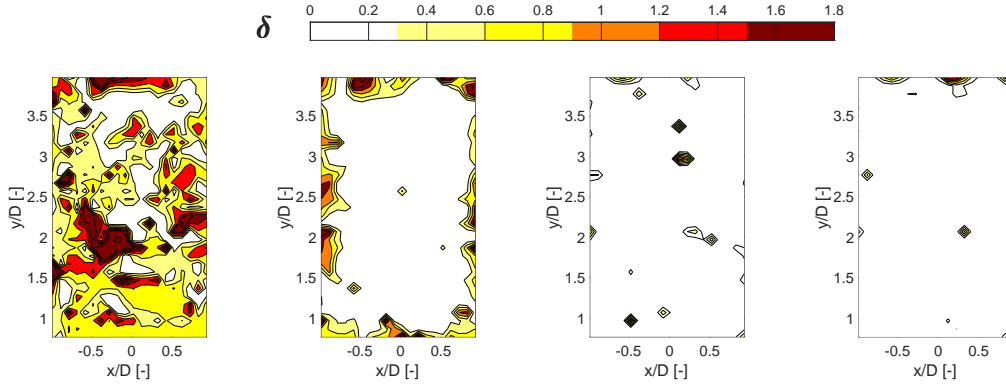 δ
0 0.2 0.4 0.6 0.8 1 1.2 1.4 1.6 1.8
3.5 3.5 3.5 3.5
3 3 3 3
y/D [-] y/D [-] y/D [-] y/D [-]
2.5 2.5 2.5 2.5
2 2 2 2
1.5 1.5 1.5 1.5
1 1 1 1
-0.5 0 0.5 -0.5 0 0.5 -0.5 0 0.5 -0.5 0 0.5
x/D [-] x/D [-] x/D [-] x/D [-]